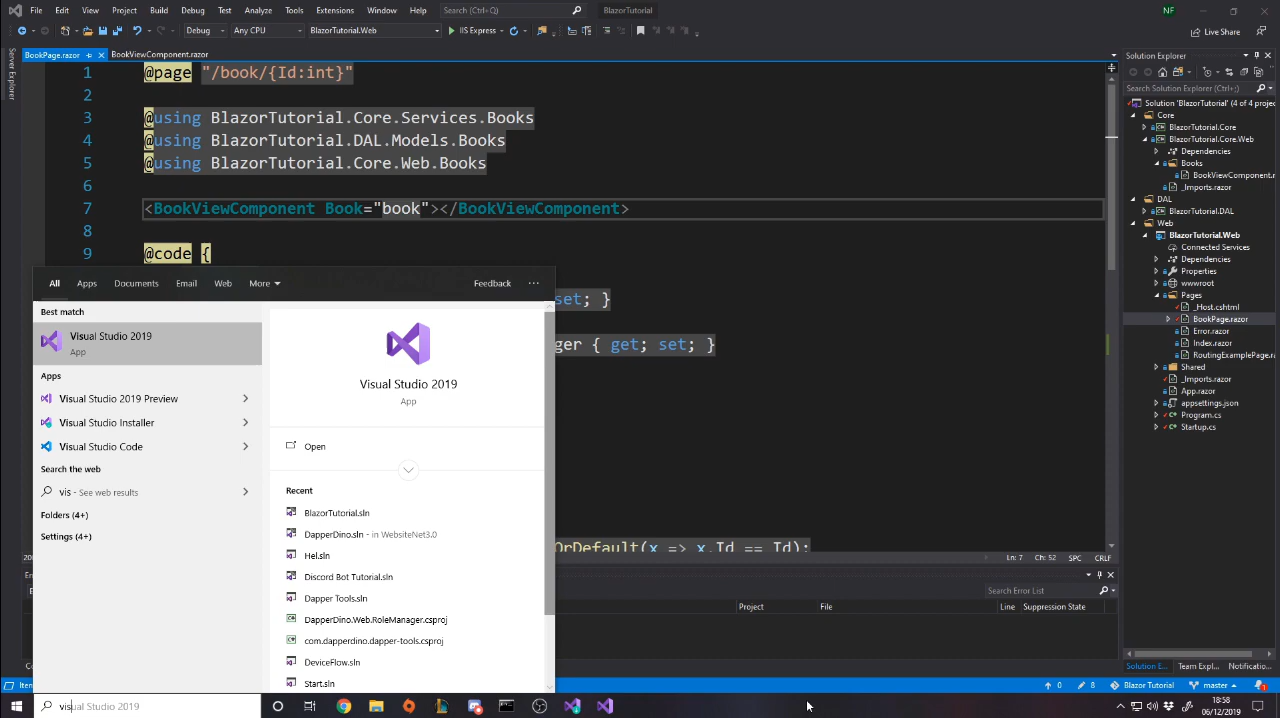 File Edit View Project Build Debug Test Analyze Tools Extensions Window Help Search (Ctrl+Q) BlazorTutorial NF
Debug Any CPU BlazorTutorial.Web IIS Express Live Share
Server Explorer
BookPage.razor BookViewComponent.razor
1 @page "/book/{Id:int}"
2
3 @using BlazorTutorial.Core.Services.Books
4 @using BlazorTutorial.DAL.Models.Books
5 @using BlazorTutorial.Core.Web.Books
6
7 <BookViewComponent Book="book"></BookViewComponent>
8
9 @code {
set; }
ger { get; set; }
OrDefault(x => x.Id == Id);
Ln: 7 Ch: 52 SPC CRLF
Search Error List
Project File Line Suppression State
Solution Explorer
Search Solution Explorer (Ctrl+;)
Solution 'BlazorTutorial' (4 of 4 projec
Core
BlazorTutorial.Core
BlazorTutorial.Core.Web
Dependencies
Books
BookViewComponent.r
_Imports.razor
DAL
BlazorTutorial.DAL
Web
BlazorTutorial.Web
Connected Services
Dependencies
Properties
wwwroot
Pages
_Host.cshtml
BookPage.razor
Error.razor
Index.razor
RoutingExamplePage.r
Shared
_Imports.razor
App.razor
appsettings.json
Program.cs
Startup.cs
Solution E... Team Expl... Notificatio...
All Apps Documents Email Web More Feedback ...
Best match
Visual Studio 2019
App
Apps
Visual Studio 2019 Preview
Visual Studio Installer
Visual Studio Code
Search the web
vis - See web results
Folders (4+)
Settings (4+)
Visual Studio 2019
App
Open
Recent
BlazorTutorial.sln
DapperDino.sln - in WebsiteNet3.0
Hel.sln
Discord Bot Tutorial.sln
Dapper Tools.sln
DapperDino.Web.RoleManager.csproj
com.dapperdino.dapper-tools.csproj
DeviceFlow.sln
Start.sln
Item
0 8 Blazor Tutorial master 1
visual Studio 2019
18:58
06/12/2019